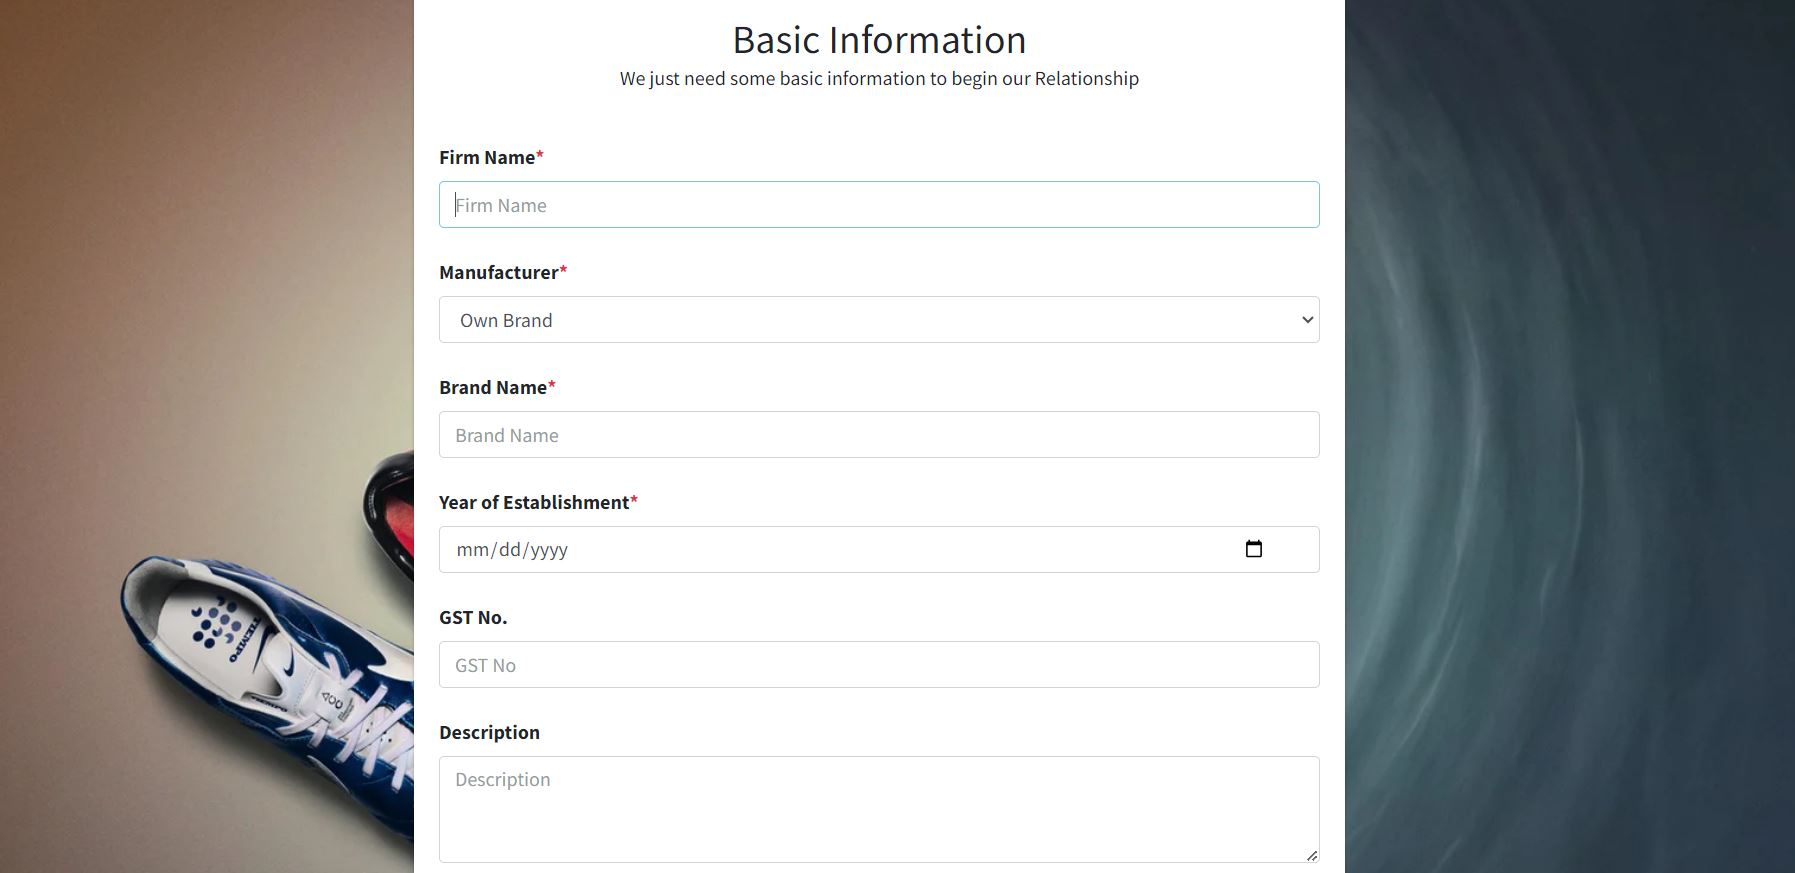 Basic Information
We just need some basic information to begin our Relationship
Firm Name*
Firm Name
Manufacturer*
Own Brand
Brand Name*
Brand Name
Year of Establishment*
mm/dd/yyyy
GST No.
GST No
Description
Description
TIEMPO